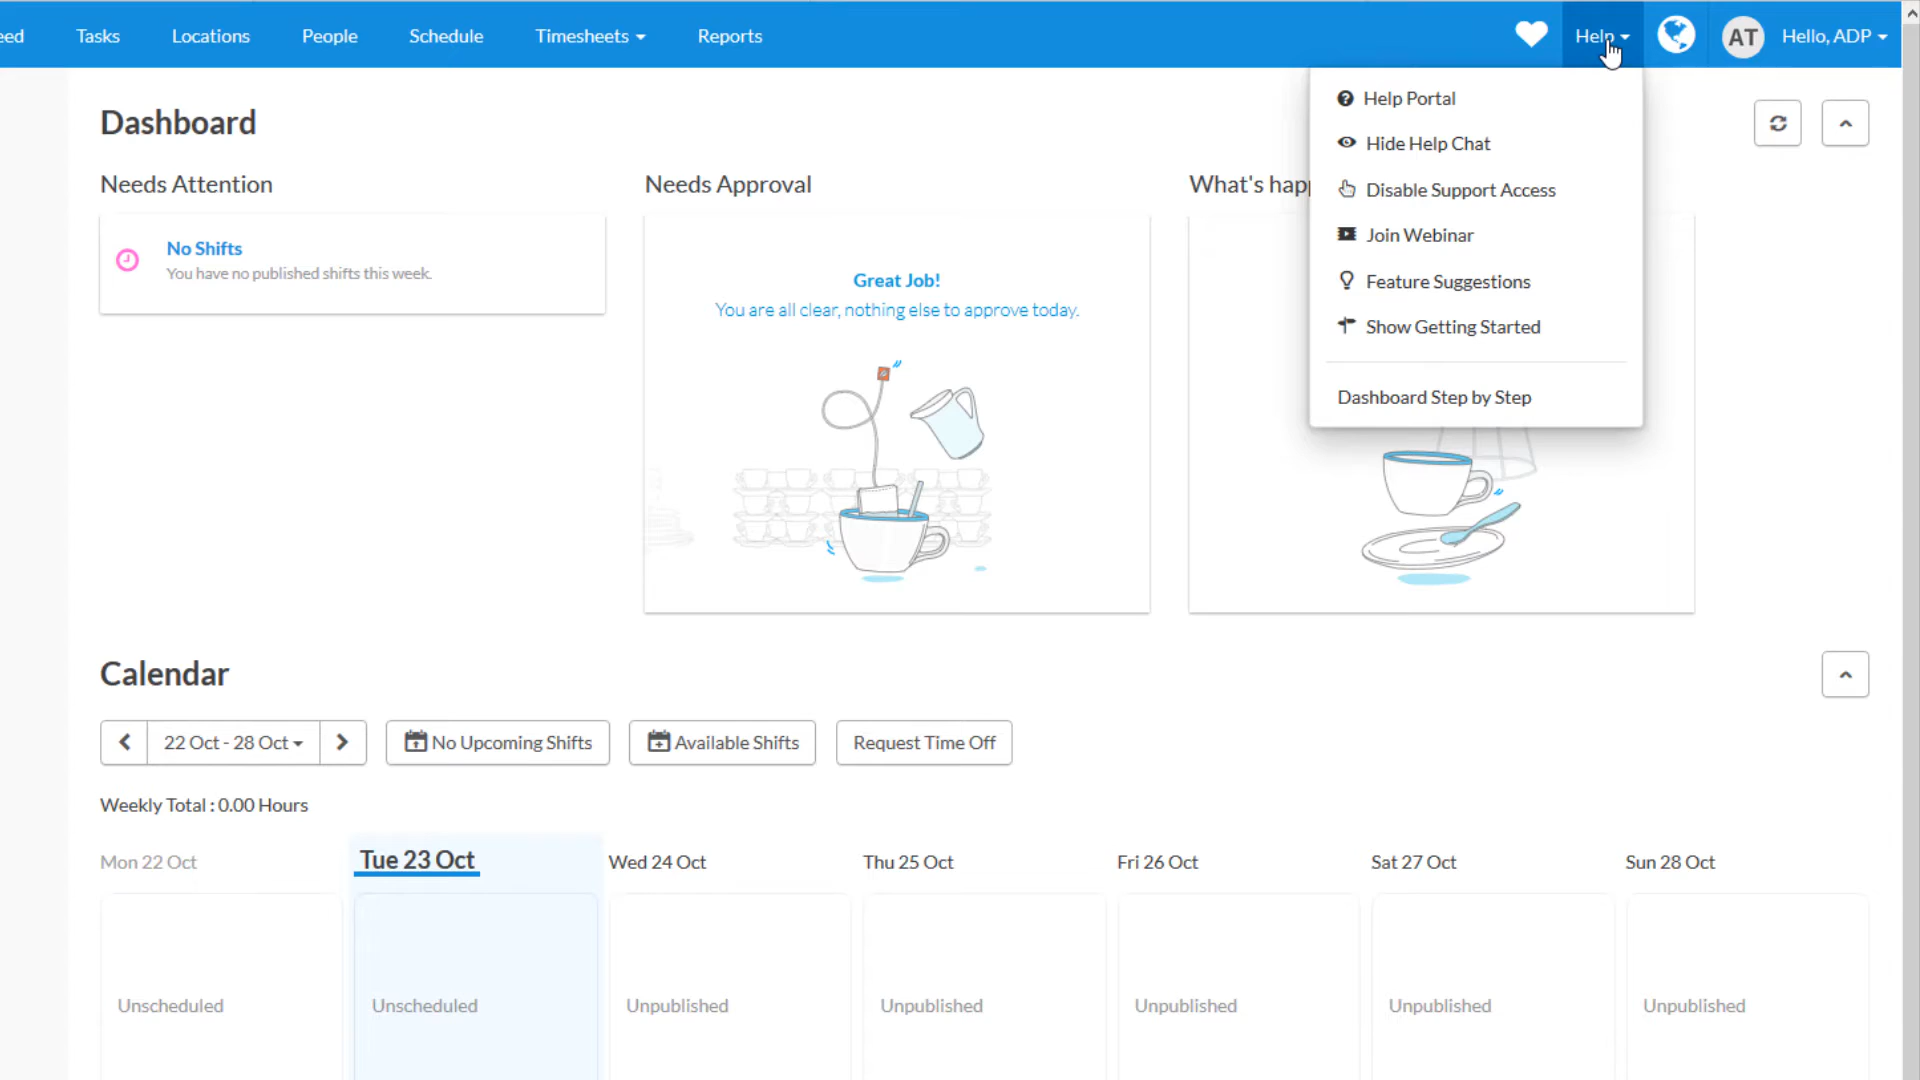 eed Tasks Locations People Schedule Timesheets Reports Help AT Hello, ADP
Dashboard
Help Portal
Hide Help Chat
Disable Support Access
Join Webinar
Feature Suggestions
Show Getting Started
Dashboard Step by Step
Needs Attention
No Shifts
You have no published shifts this week.
Needs Approval
Great Job!
You are all clear, nothing else to approve today.
What's hap
Calendar
22 Oct - 28 Oct No Upcoming Shifts Available Shifts Request Time Off
Weekly Total : 0.00 Hours
Mon 22 Oct Tue 23 Oct Wed 24 Oct Thu 25 Oct Fri 26 Oct Sat 27 Oct Sun 28 Oct
Unscheduled Unscheduled Unpublished Unpublished Unpublished Unpublished Unpublished